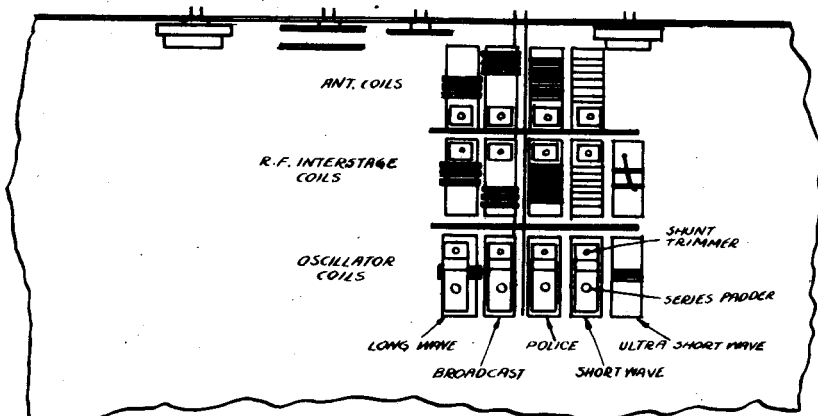 ANT. COILS
R.F. INTERSTAGE
COILS
OSCILLATOR
COILS
SHUNT
TRIMMER
SERIES PADDER
LONG WAVE
BROADCAST
POLICE
SHORT WAVE
ULTRA SHORT WAVE